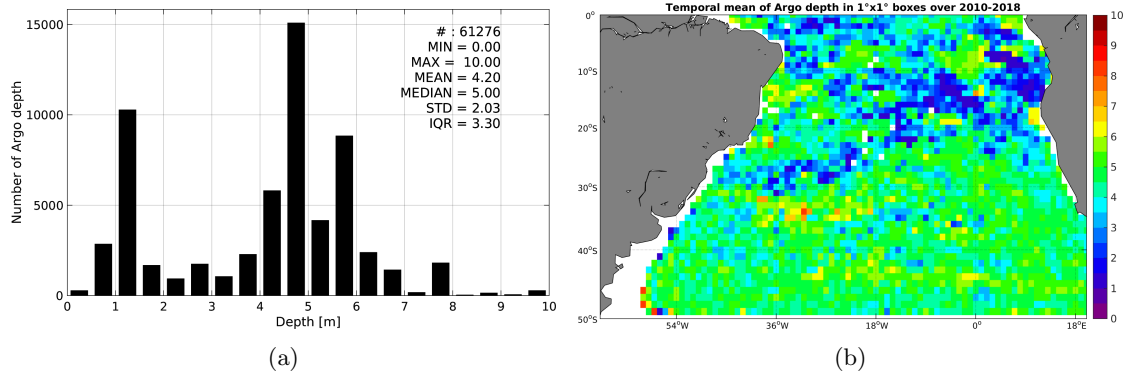 Temporal mean of Argo depth in 1°x1° boxes over 2010-2018
# : 61276
MIN = 0.00
MAX = 10.00
MEAN = 4.20
MEDIAN = 5.00
STD = 2.03
IQR = 3.30
Number of Argo depth
15000
10000
5000
0
0 1 2 3 4 5 6 7 8 9 10
Depth [m]
(a)
0°
10°S
20°S
30°S
40°S
50°S
54°W 36°W 18°W 0° 18°E
10
9
8
7
6
5
4
3
2
1
0
(b)